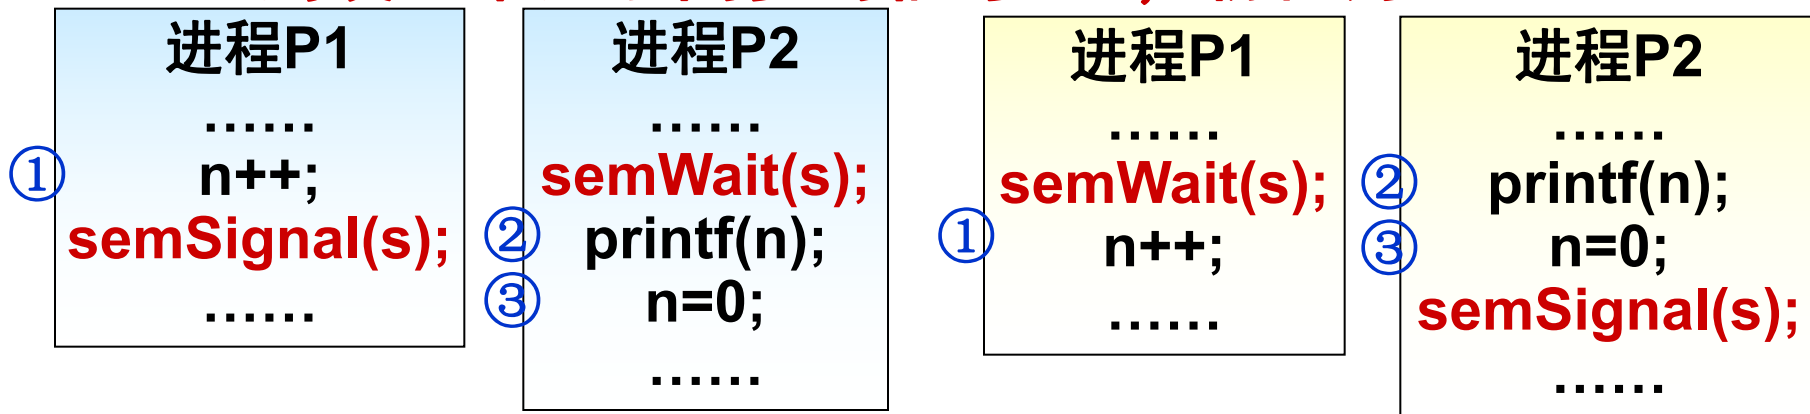 进程P1
……
① n++;
semSignal(s);
……
进程P2
……
semWait(s);
② printf(n);
③ n=0;
……
进程P1
……
semWait(s);
① n++;
……
进程P2
……
② printf(n);
③ n=0;
semSignal(s);
……